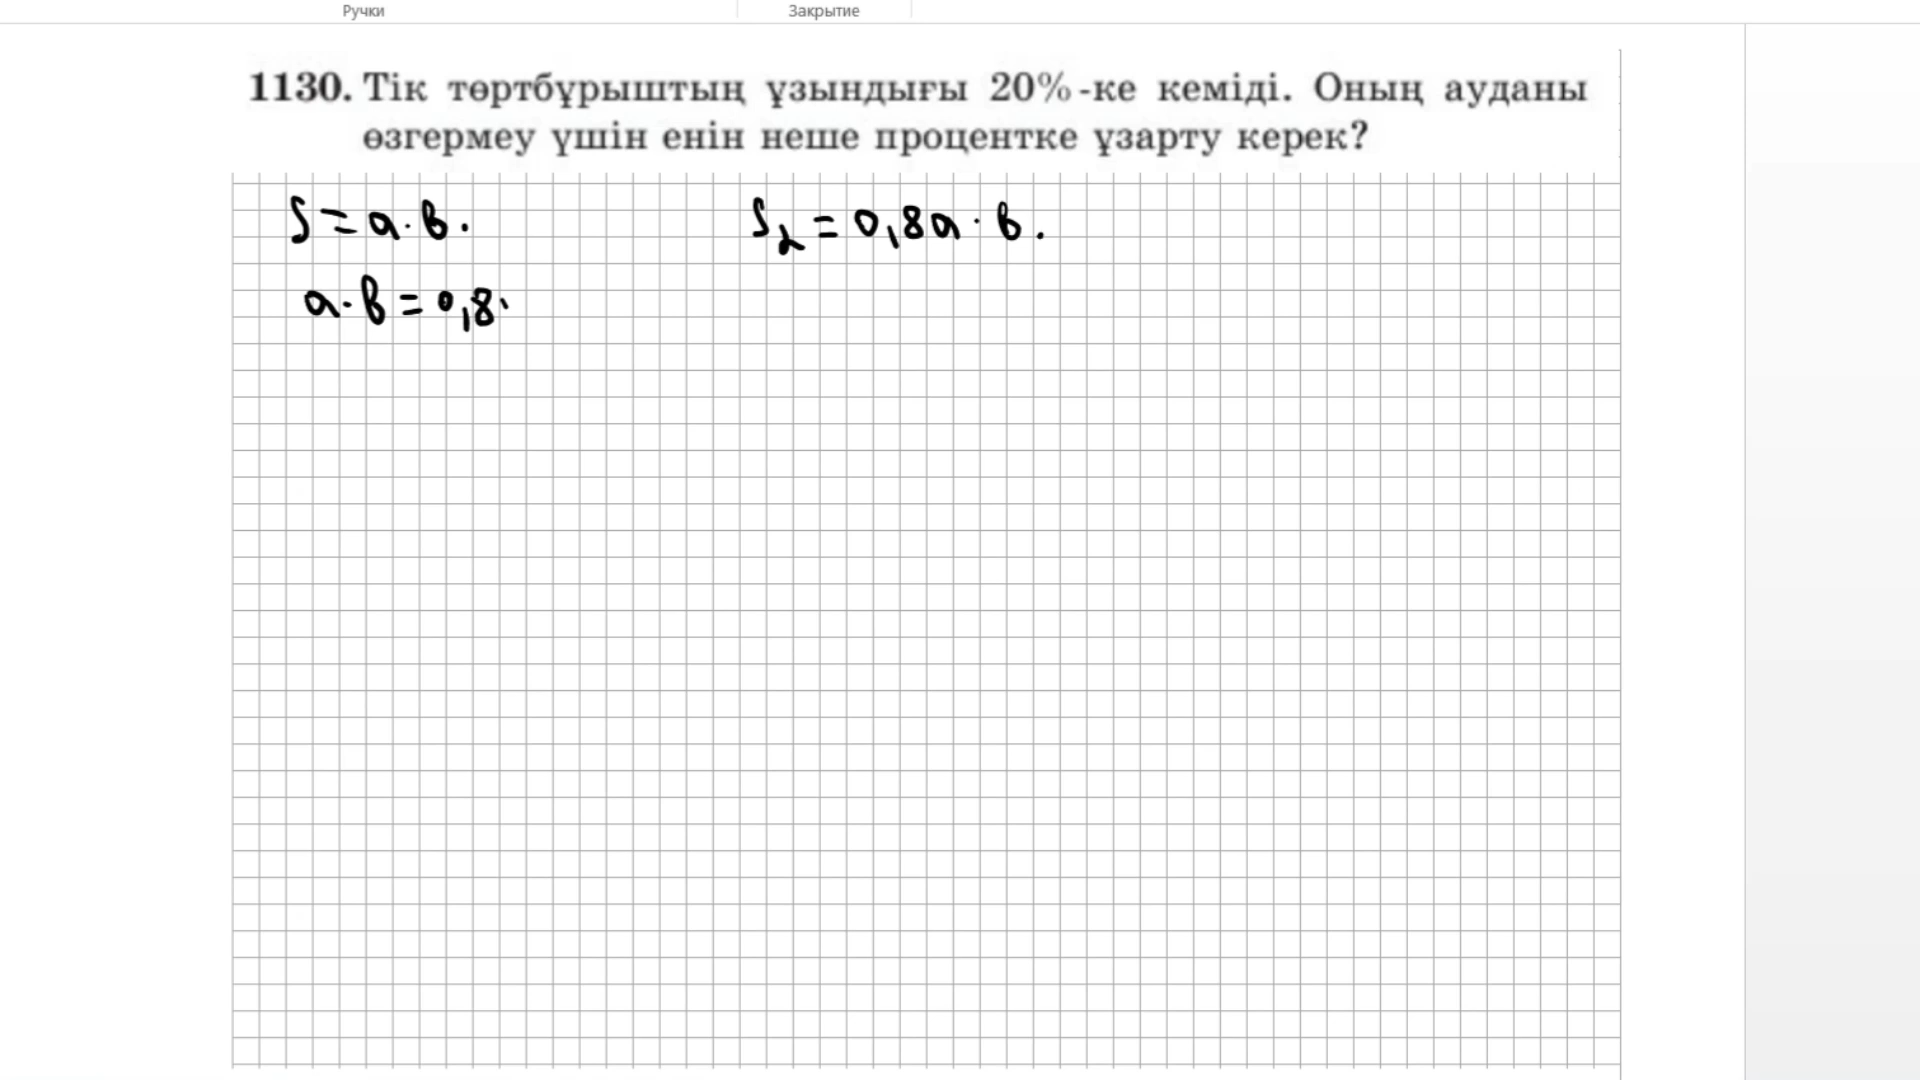 Ручки Закрытие
1130. Тік төртбұрыштың ұзындығы 20%-ке кеміді. Оның ауданы
өзгермеу үшін енін неше процентке ұзарту керек?
S = a · b.
S₂ = 0,8a · b.
a · b = 0,8 ·